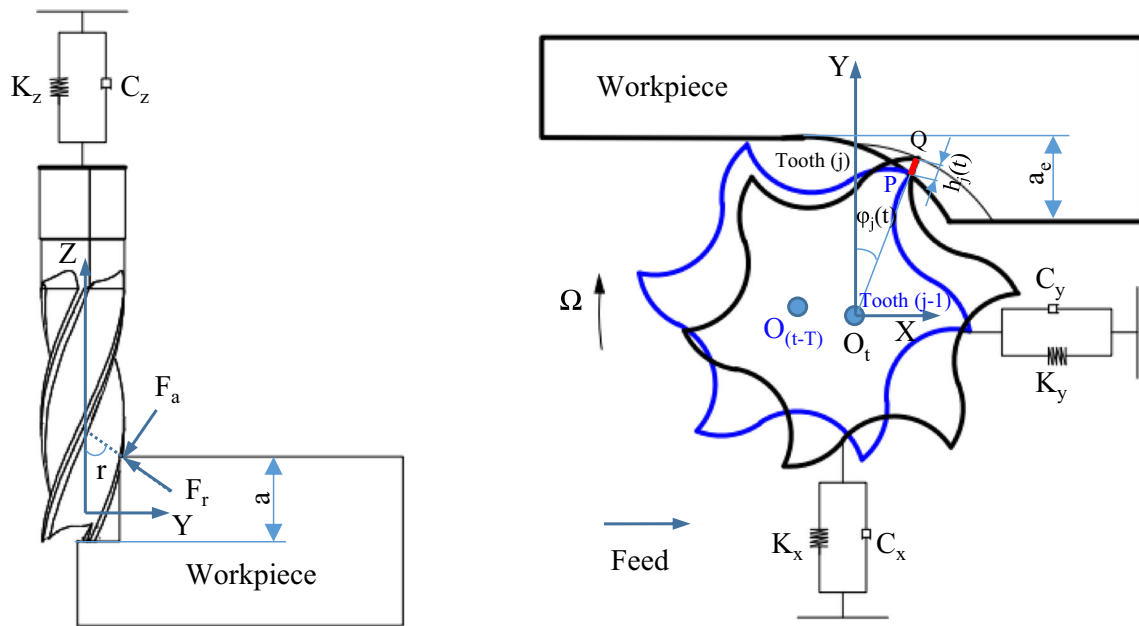 K_z
C_z
Z
F_a
r
F_r
a
Y
Workpiece
Workpiece
Y
Q
Tooth (j)
h_j(t)
a_e
P
φ_j(t)
Ω
Tooth (j-1)
C_y
O_(t-T)
X
O_t
K_y
K_x
C_x
Feed